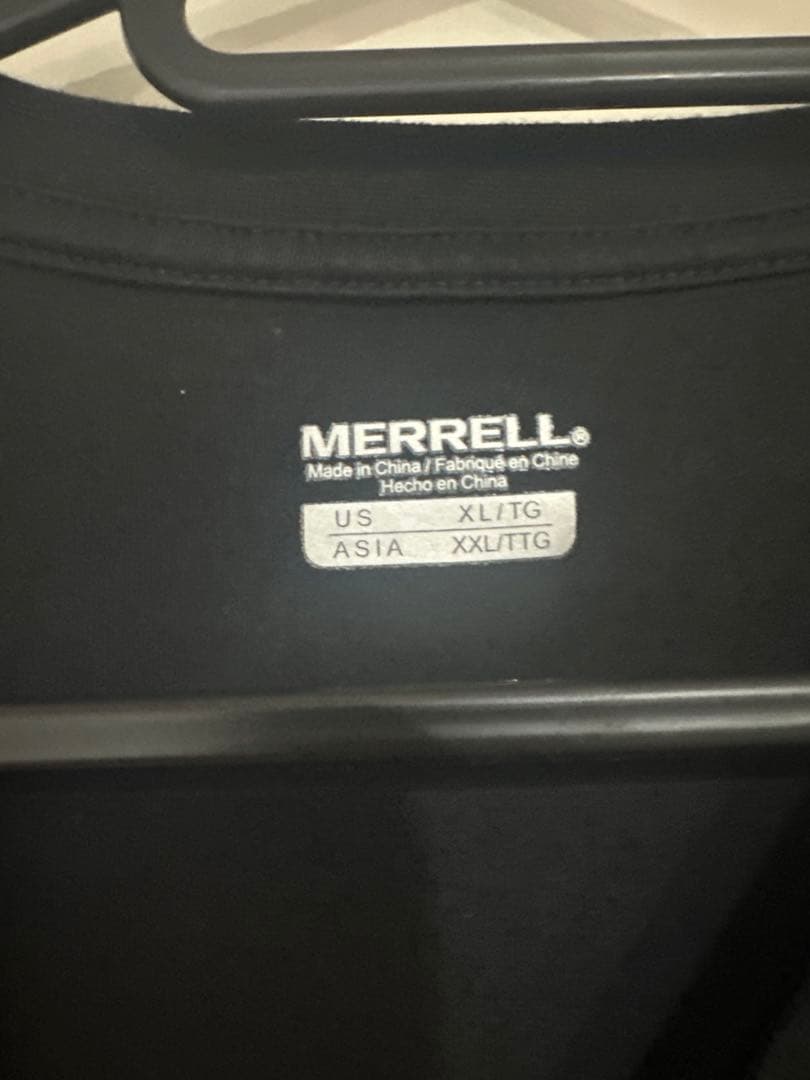 MERRELL®
Made in China / Fabriqué en Chine
Hecho en China
US XL/TG
ASIA XXL/TTG